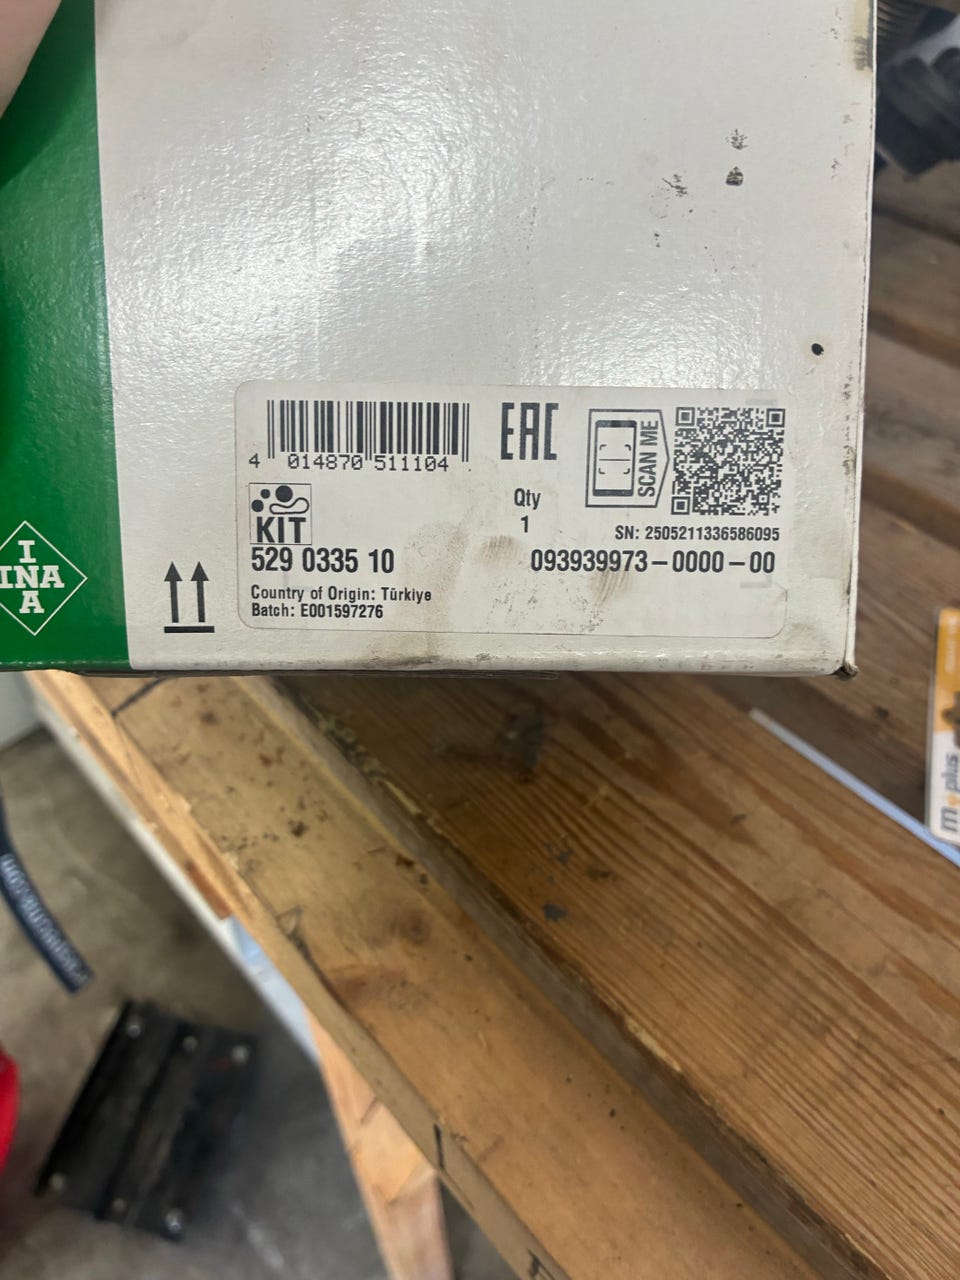 4 014870 511104
EAC
SCAN ME
KIT
Qty
1
SN: 2505211336586095
529 0335 10
093939973-0000-00
Country of Origin: Türkiye
Batch: E001597276
I
INA
A
m plus